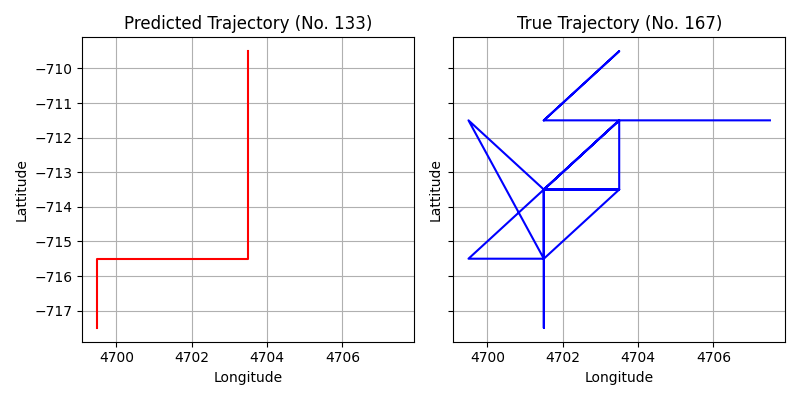 Predicted Trajectory (No. 133)
True Trajectory (No. 167)
Lattitude
−710
−711
−712
−713
−714
−715
−716
−717
4700
4702
4704
4706
Longitude
Lattitude
4700
4702
4704
4706
Longitude